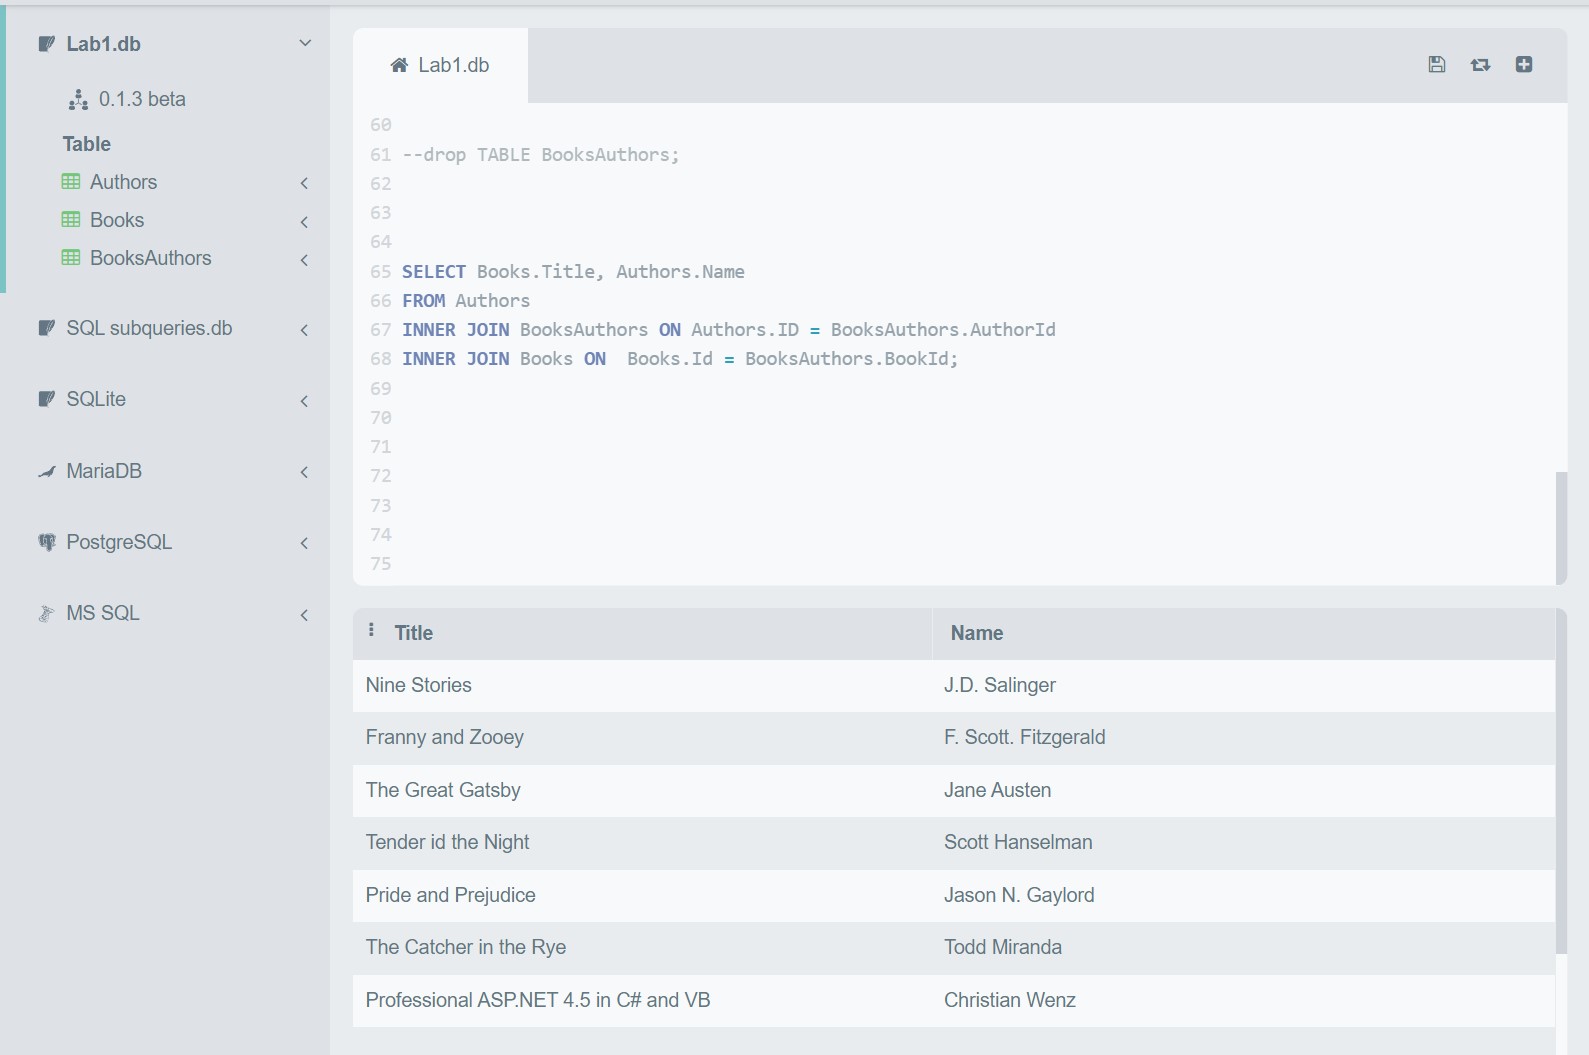 Lab1.db
0.1.3 beta
Table
Authors
Books
BooksAuthors
SQL subqueries.db
SQLite
MariaDB
PostgreSQL
MS SQL
Lab1.db
60
61 --drop TABLE BooksAuthors;
62
63
64
65 SELECT Books.Title, Authors.Name
66 FROM Authors
67 INNER JOIN BooksAuthors ON Authors.ID = BooksAuthors.AuthorId
68 INNER JOIN Books ON  Books.Id = BooksAuthors.BookId;
69
70
71
72
73
74
75
Title Name
Nine Stories J.D. Salinger
Franny and Zooey F. Scott. Fitzgerald
The Great Gatsby Jane Austen
Tender id the Night Scott Hanselman
Pride and Prejudice Jason N. Gaylord
The Catcher in the Rye Todd Miranda
Professional ASP.NET 4.5 in C# and VB Christian Wenz